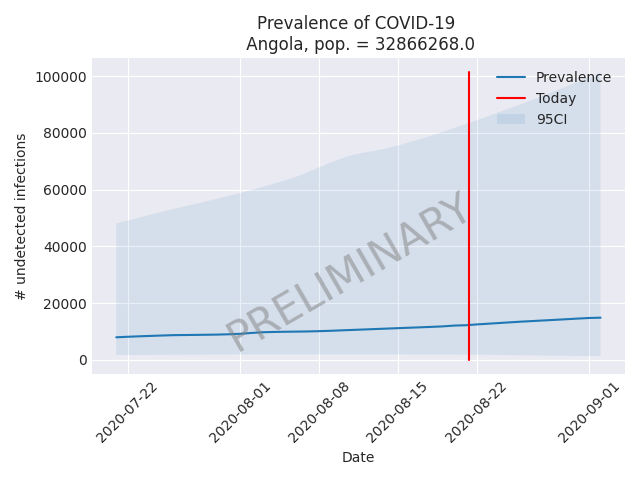 Prevalence of COVID-19
Angola, pop. = 32866268.0
Prevalence
Today
95CI
100000
80000
60000
40000
20000
0
# undetected infections
PRELIMINARY
2020-07-22
2020-08-01
2020-08-08
2020-08-15
2020-08-22
2020-09-01
Date